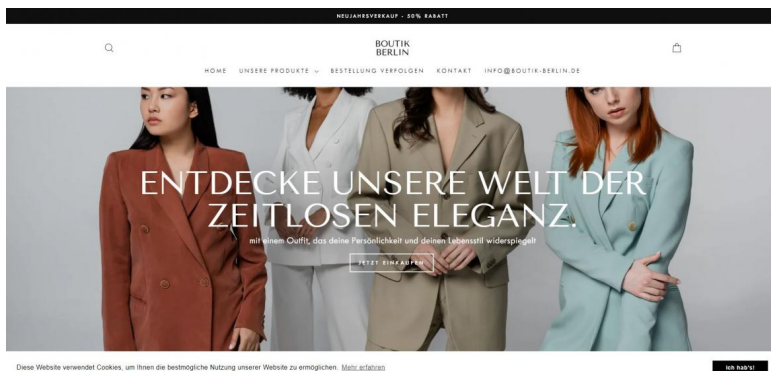 NEUJAHRSVERKAUF - 50% RABATT
BOUTIK
BERLIN
HOME UNSERE PRODUKTE BESTELLUNG VERFOLGEN KONTAKT INFO@BOUTIK-BERLIN.DE
ENTDECKE UNSERE WELT DER
ZEITLOSEN ELEGANZ.
mit einem Outfit, das deine Persönlichkeit und deinen Lebensstil widerspiegelt
JETZT EINKAUFEN
Diese Website verwendet Cookies, um Ihnen die bestmögliche Nutzung unserer Website zu ermöglichen. Mehr erfahren
Ich hab's!